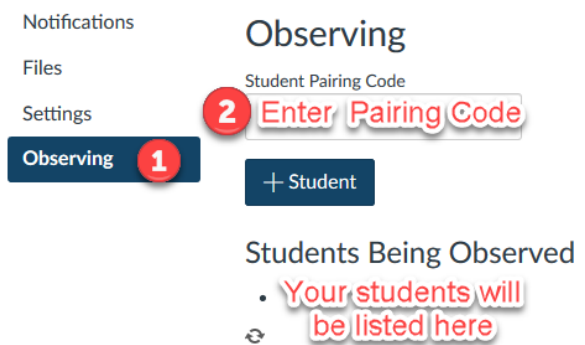 Notifications
Files
Settings
Observing
1
Observing
Student Pairing Code
2 Enter Pairing Code
+ Student
Students Being Observed
• Your students will
be listed here